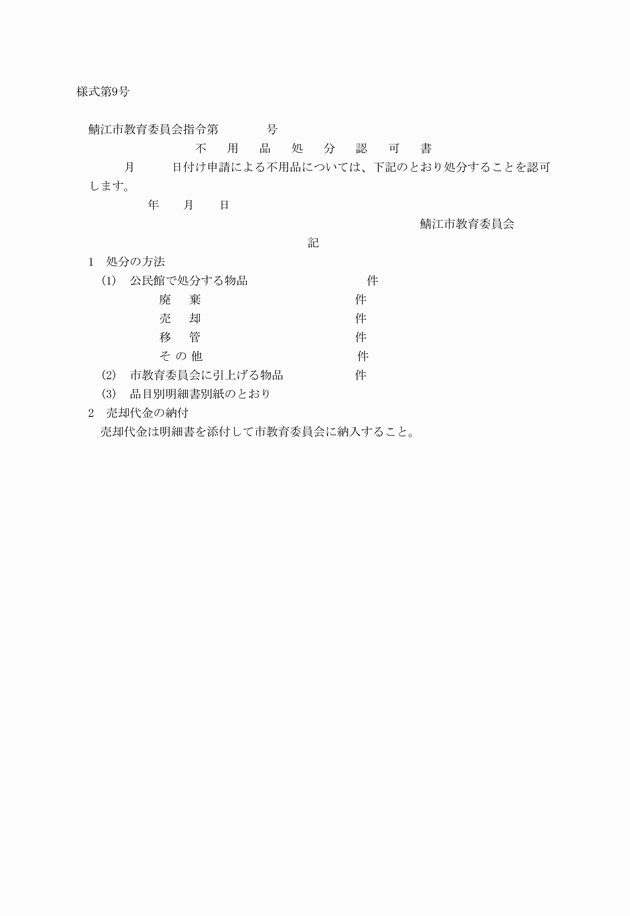 様式第9号
鯖江市教育委員会指令第　　　　号
不　用　品　処　分　認　可　書
月　　　日付け申請による不用品については、下記のとおり処分することを認可
します。
年　　月　　日
鯖江市教育委員会
記
1　処分の方法
(1)　公民館で処分する物品　　　　　　　　　　件
廃　棄　　　　　　　　　　　　　件
売　却　　　　　　　　　　　　　件
移　管　　　　　　　　　　　　　件
その他　　　　　　　　　　　　　件
(2)　市教育委員会に引上げる物品　　　　　　件
(3)　品目別明細書別紙のとおり
2　売却代金の納付
売却代金は明細書を添付して市教育委員会に納入すること。